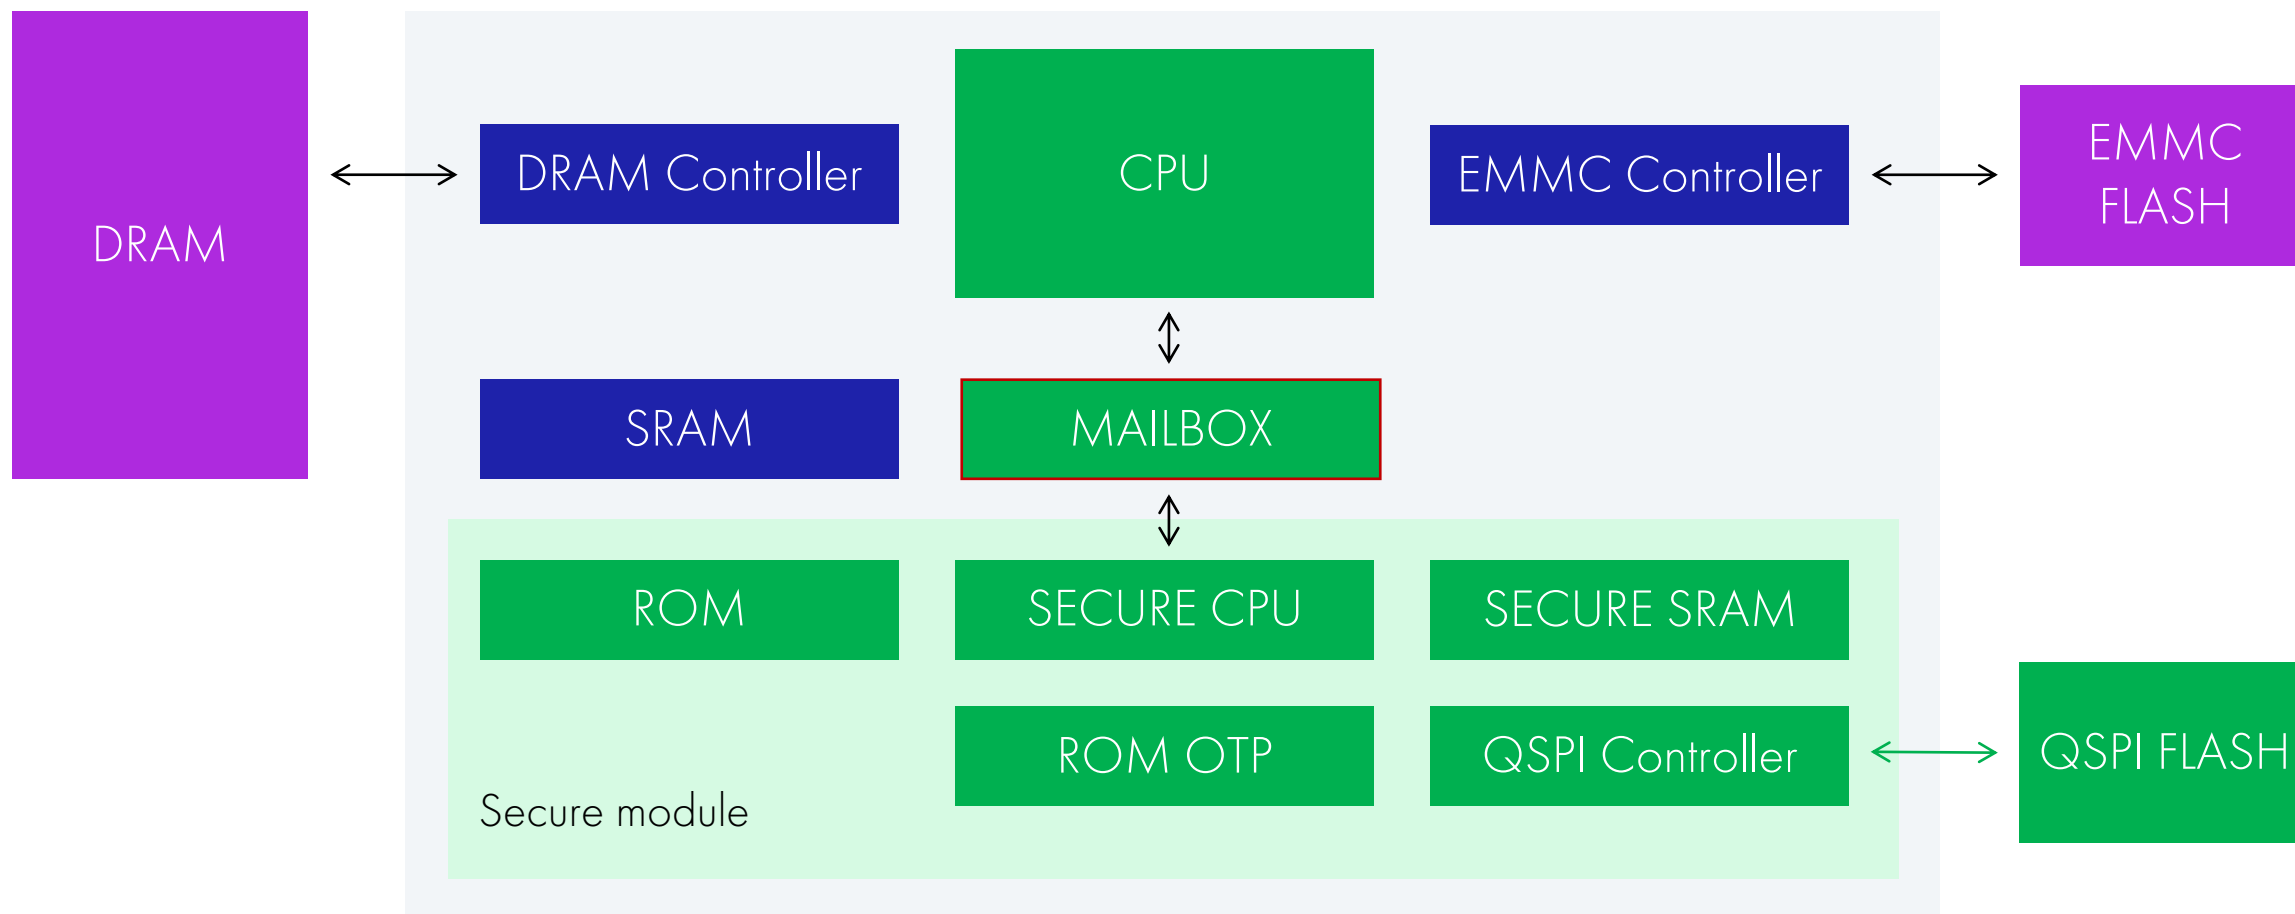 DRAM
DRAM Controller
CPU
EMMC Controller
EMMC
FLASH
SRAM
MAILBOX
ROM
SECURE CPU
SECURE SRAM
ROM OTP
QSPI Controller
QSPI FLASH
Secure module